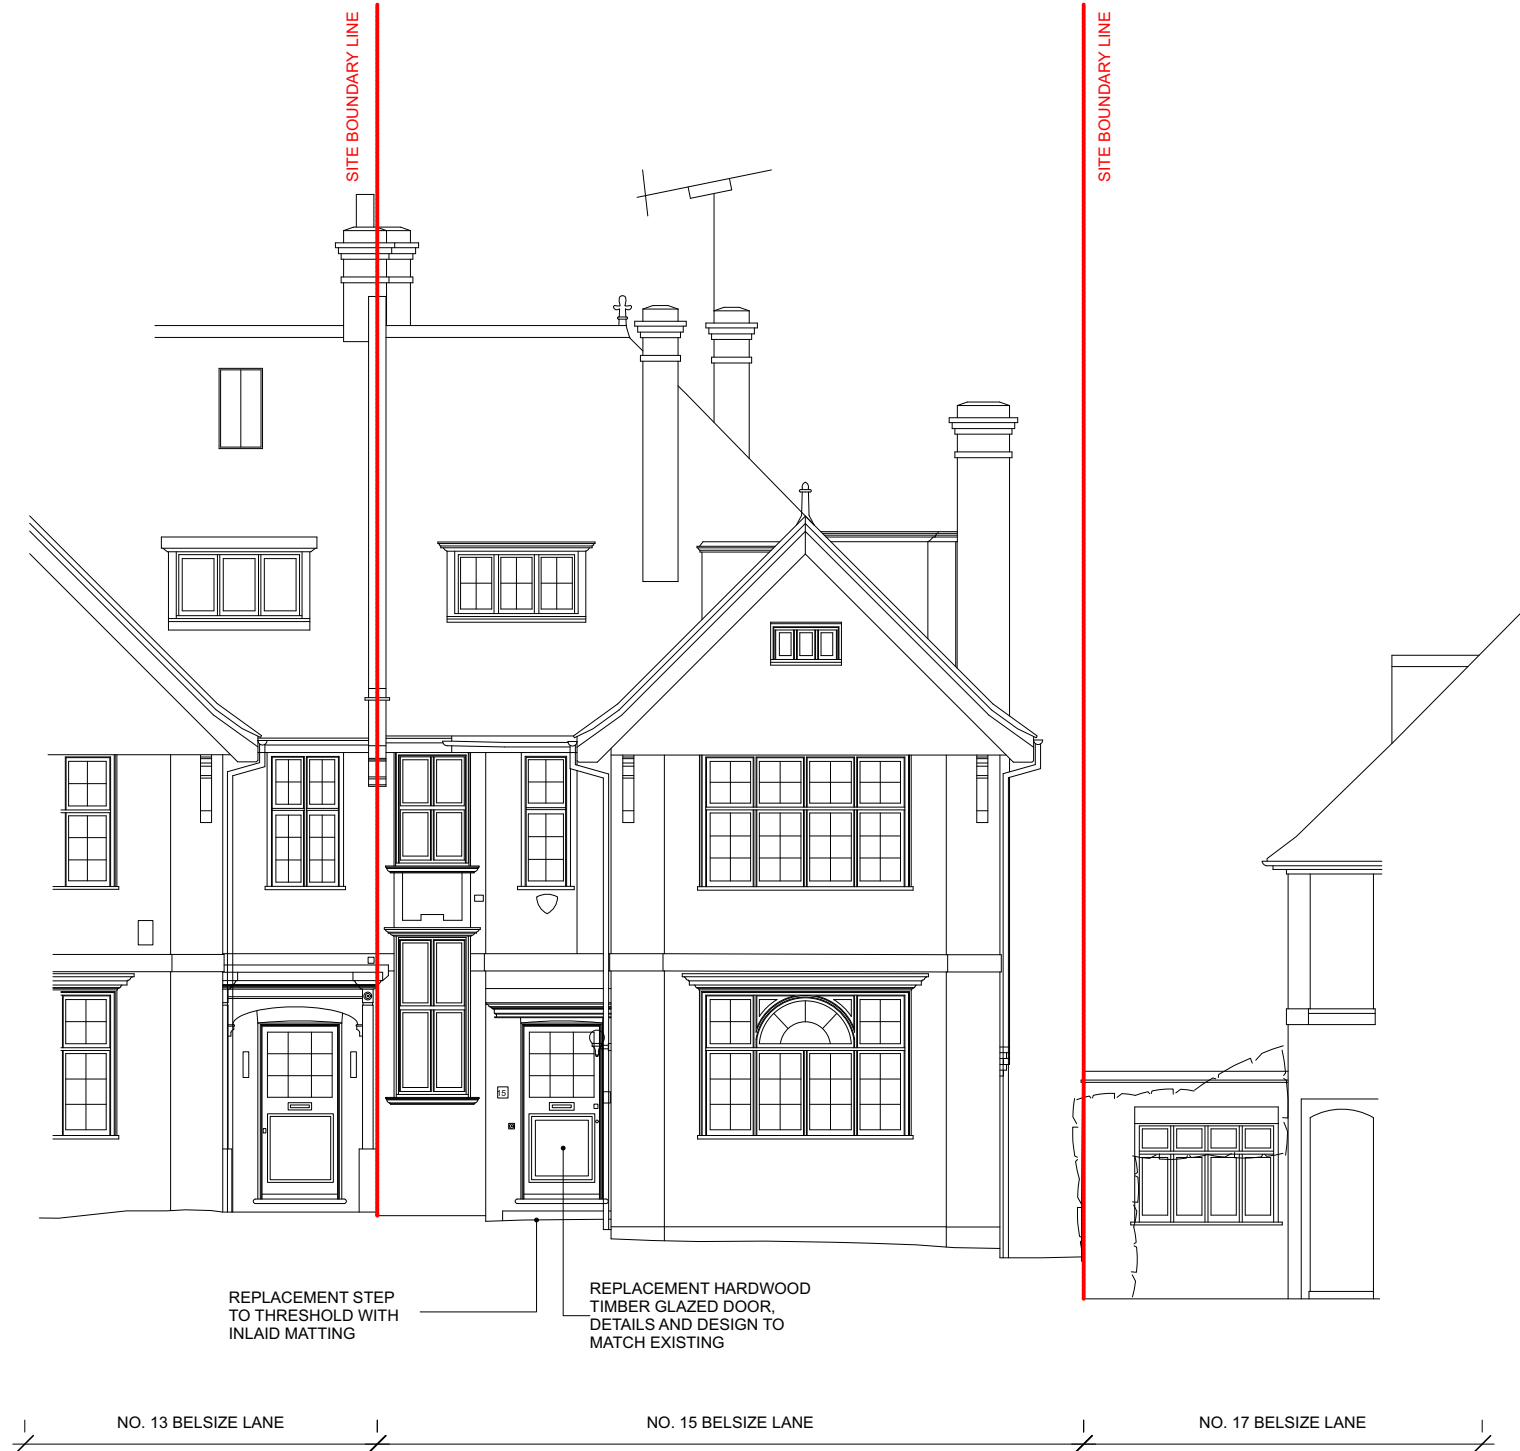 SITE BOUNDARY LINE
SITE BOUNDARY LINE
15
REPLACEMENT STEP
TO THRESHOLD WITH
INLAID MATTING
REPLACEMENT HARDWOOD
TIMBER GLAZED DOOR,
DETAILS AND DESIGN TO
MATCH EXISTING
NO. 13 BELSIZE LANE
NO. 15 BELSIZE LANE
NO. 17 BELSIZE LANE